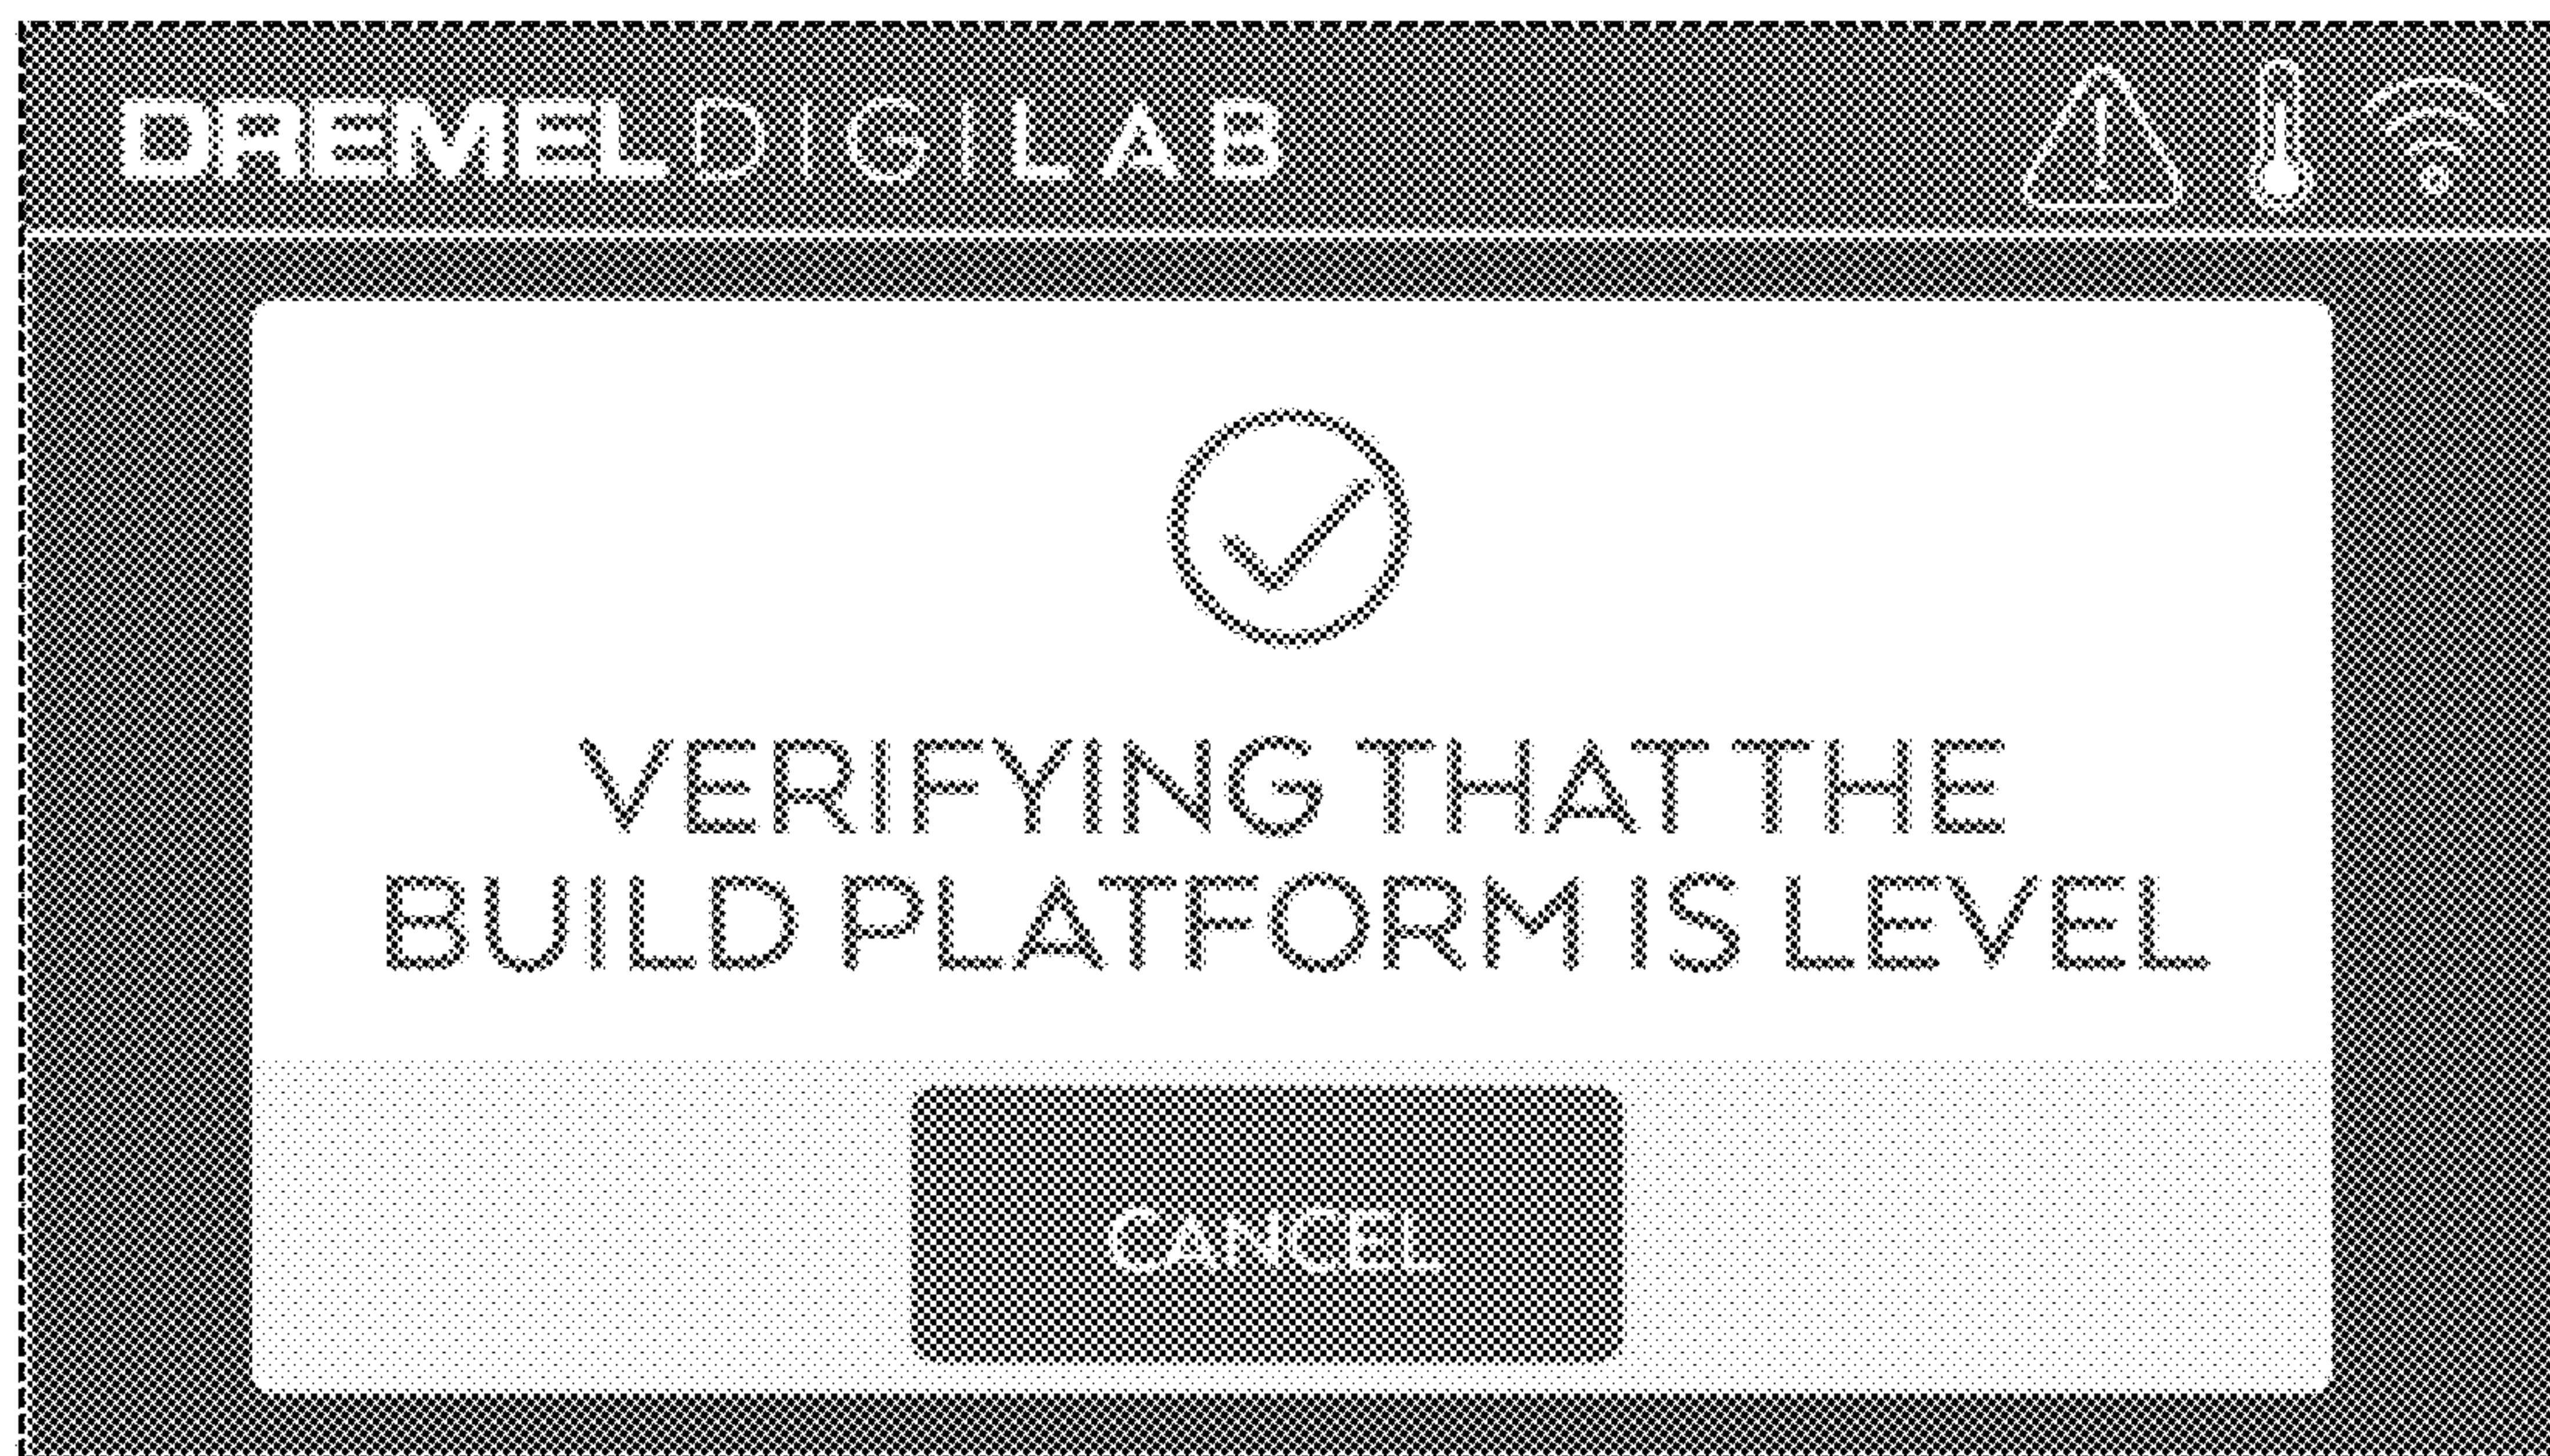 DREMEL DIGILAB
VERIFYING THAT THE
BUILD PLATFORM IS LEVEL
CANCEL